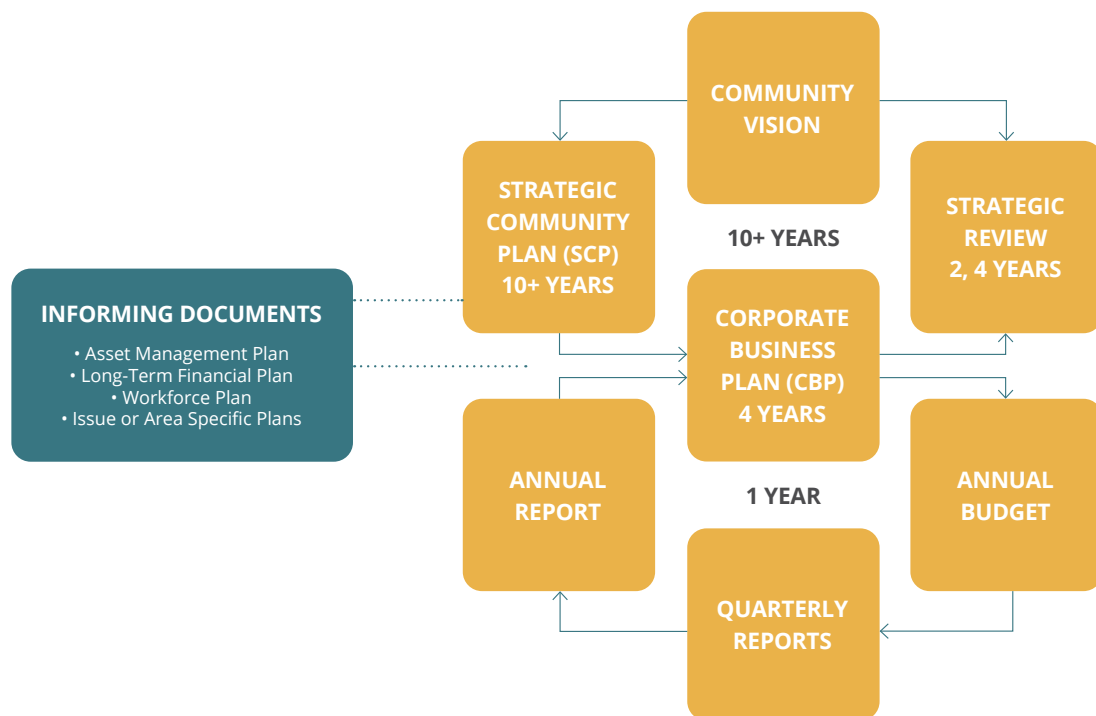 COMMUNITY
VISION
STRATEGIC
COMMUNITY
PLAN (SCP)
10+ YEARS
10+ YEARS
STRATEGIC
REVIEW
2, 4 YEARS
INFORMING DOCUMENTS
• Asset Management Plan
• Long-Term Financial Plan
• Workforce Plan
• Issue or Area Specific Plans
CORPORATE
BUSINESS
PLAN (CBP)
4 YEARS
ANNUAL
REPORT
1 YEAR
ANNUAL
BUDGET
QUARTERLY
REPORTS